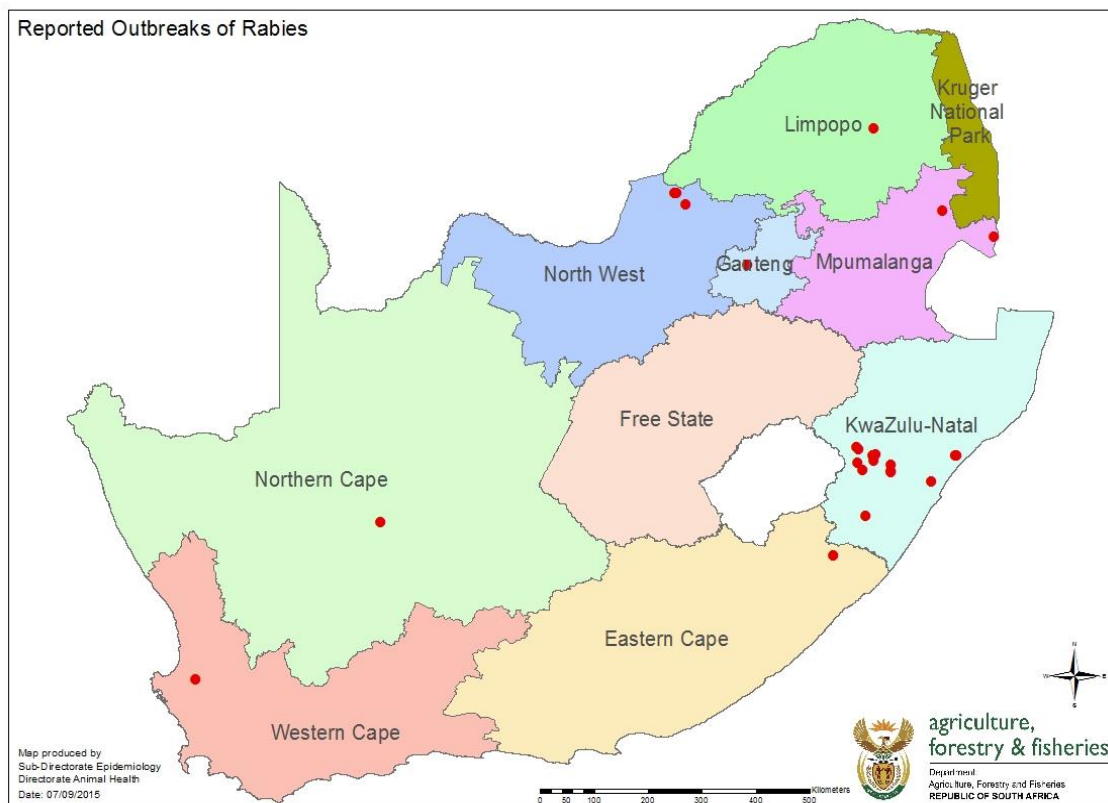 Reported Outbreaks of Rabies
Kruger
National
Park
Limpopo
North West
Gauteng
Mpumalanga
Free State
KwaZulu-Natal
Northern Cape
Eastern Cape
Western Cape
N
W
E
S
Map produced by
Sub-Directorate Epidemiology
Directorate Animal Health
Date: 07/09/2015
Kilometers
0 25 50 100 200 300 400 500
agriculture,
forestry & fisheries
Department:
Agriculture, Forestry and Fisheries
REPUBLIC OF SOUTH AFRICA